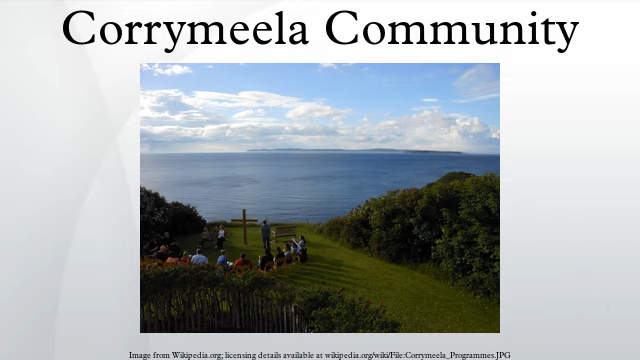 Corrymeela Community
Image from Wikipedia.org; licensing details available at wikipedia.org/wiki/File:Corrymeela_Programmes.JPG